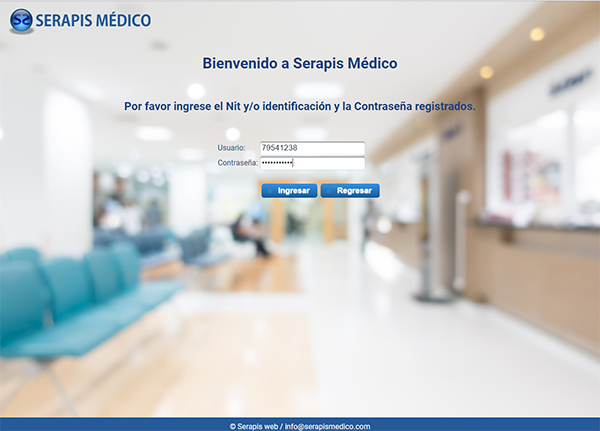 SERAPIS MÉDICO
Bienvenido a Serapis Médico
Por favor ingrese el Nit y/o identificación y la Contraseña registrados.
Usuario: 79541238
Contraseña: •••••••••••
Ingresar Regresar
© Serapis web / info@serapismedico.com